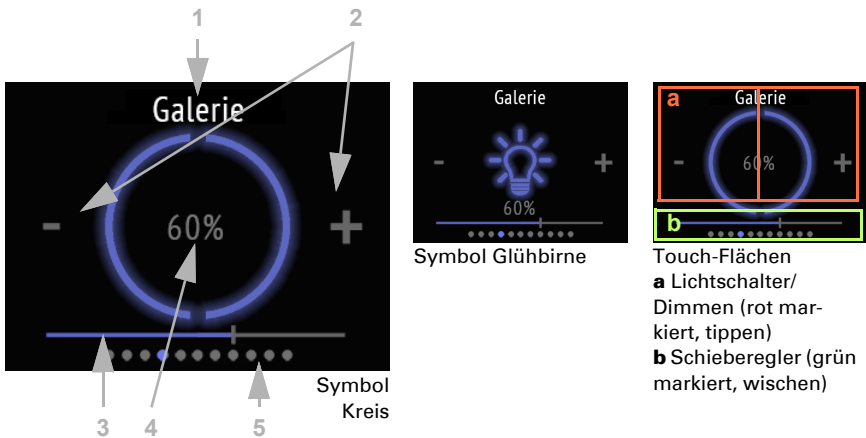 1
2
Galerie
-
+
60%
Symbol
Kreis
3
4
5
Galerie
-
+
60%
Symbol Glühbirne
a
Galerie
-
+
60%
b
Touch-Flächen
a Lichtschalter/
Dimmen (rot mar-
kiert, tippen)
b Schieberegler (grün
markiert, wischen)